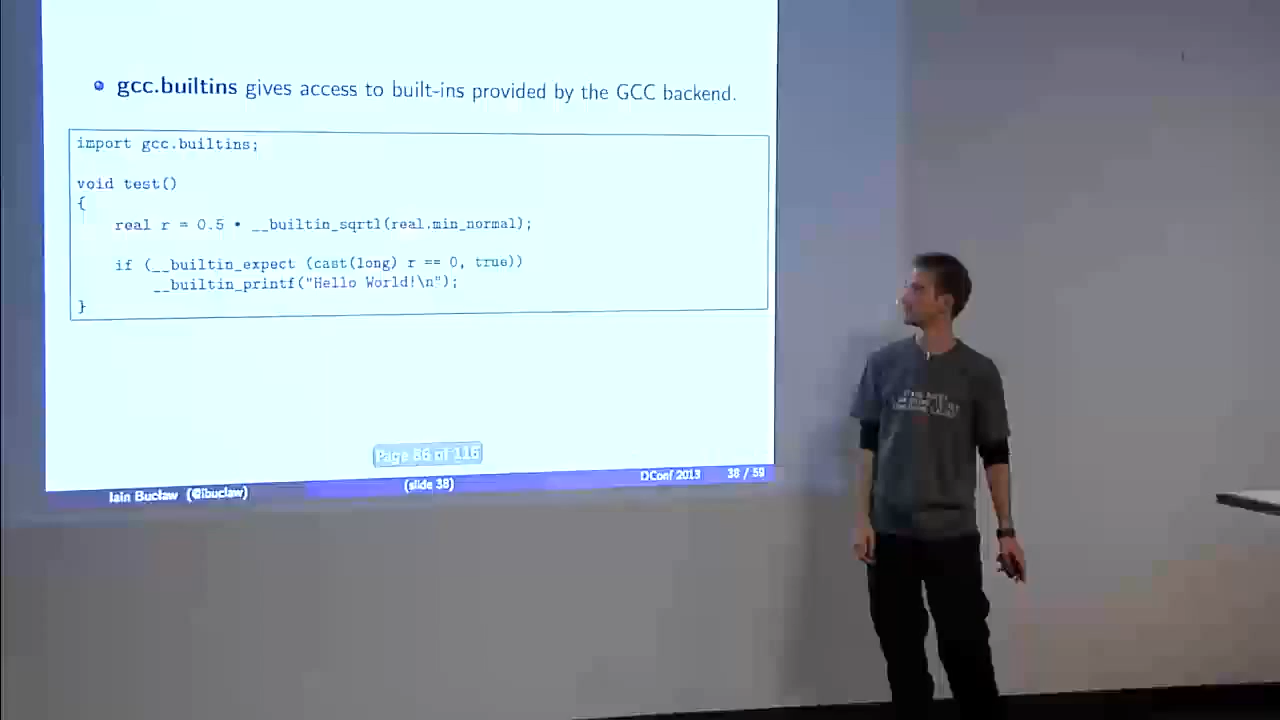 gcc.builtins gives access to built-ins provided by the GCC backend.
import gcc.builtins;
void test()
{
real r = 0.5 * __builtin_sqrtl(real.min_normal);
if (__builtin_expect (cast(long) r == 0, true))
__builtin_printf("Hello World!\n");
}
Page 86 of 116
Iain Buclaw (@ibuclaw) (slide 38) DConf 2013 38 / 59